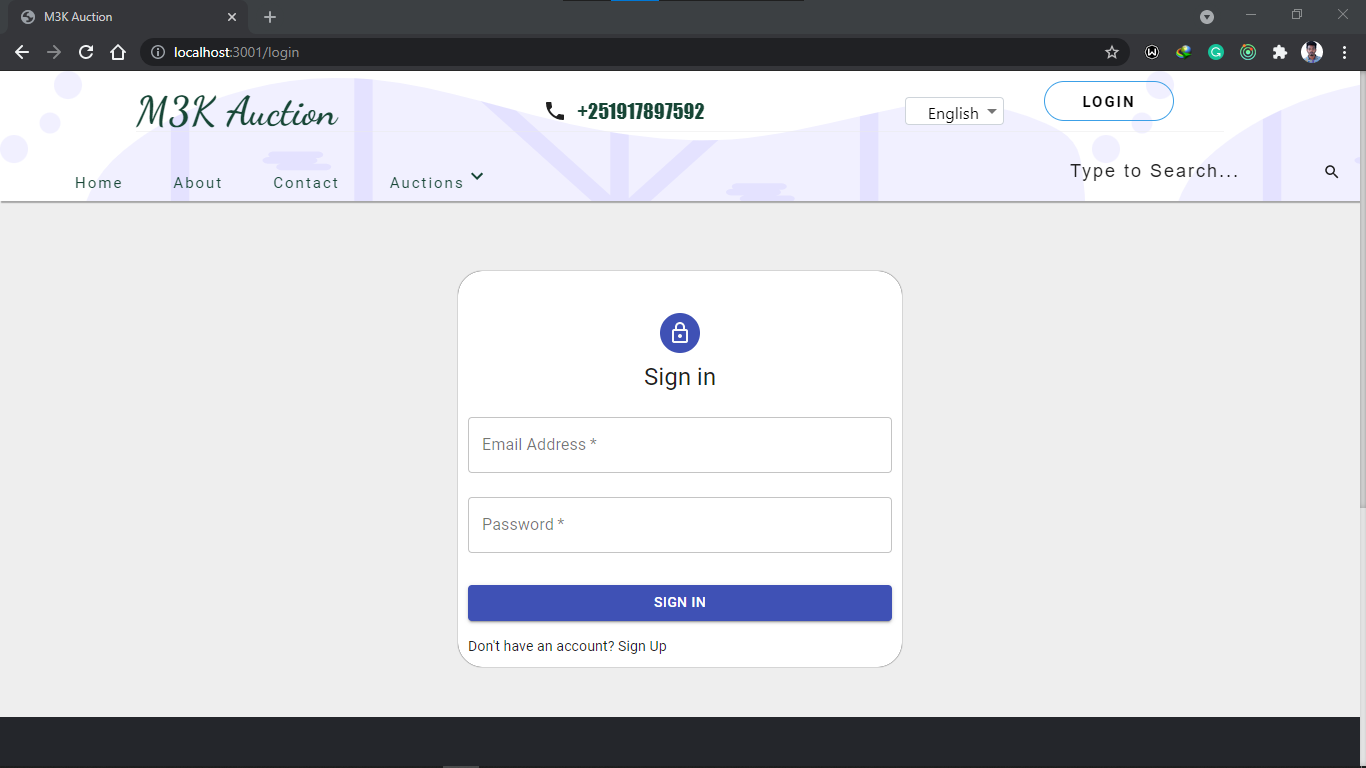 M3K Auction
localhost:3001/login
M3K Auction
+251917897592
English
LOGIN
Home
About
Contact
Auctions
Type to Search...
Sign in
Email Address *
Password *
SIGN IN
Don't have an account? Sign Up